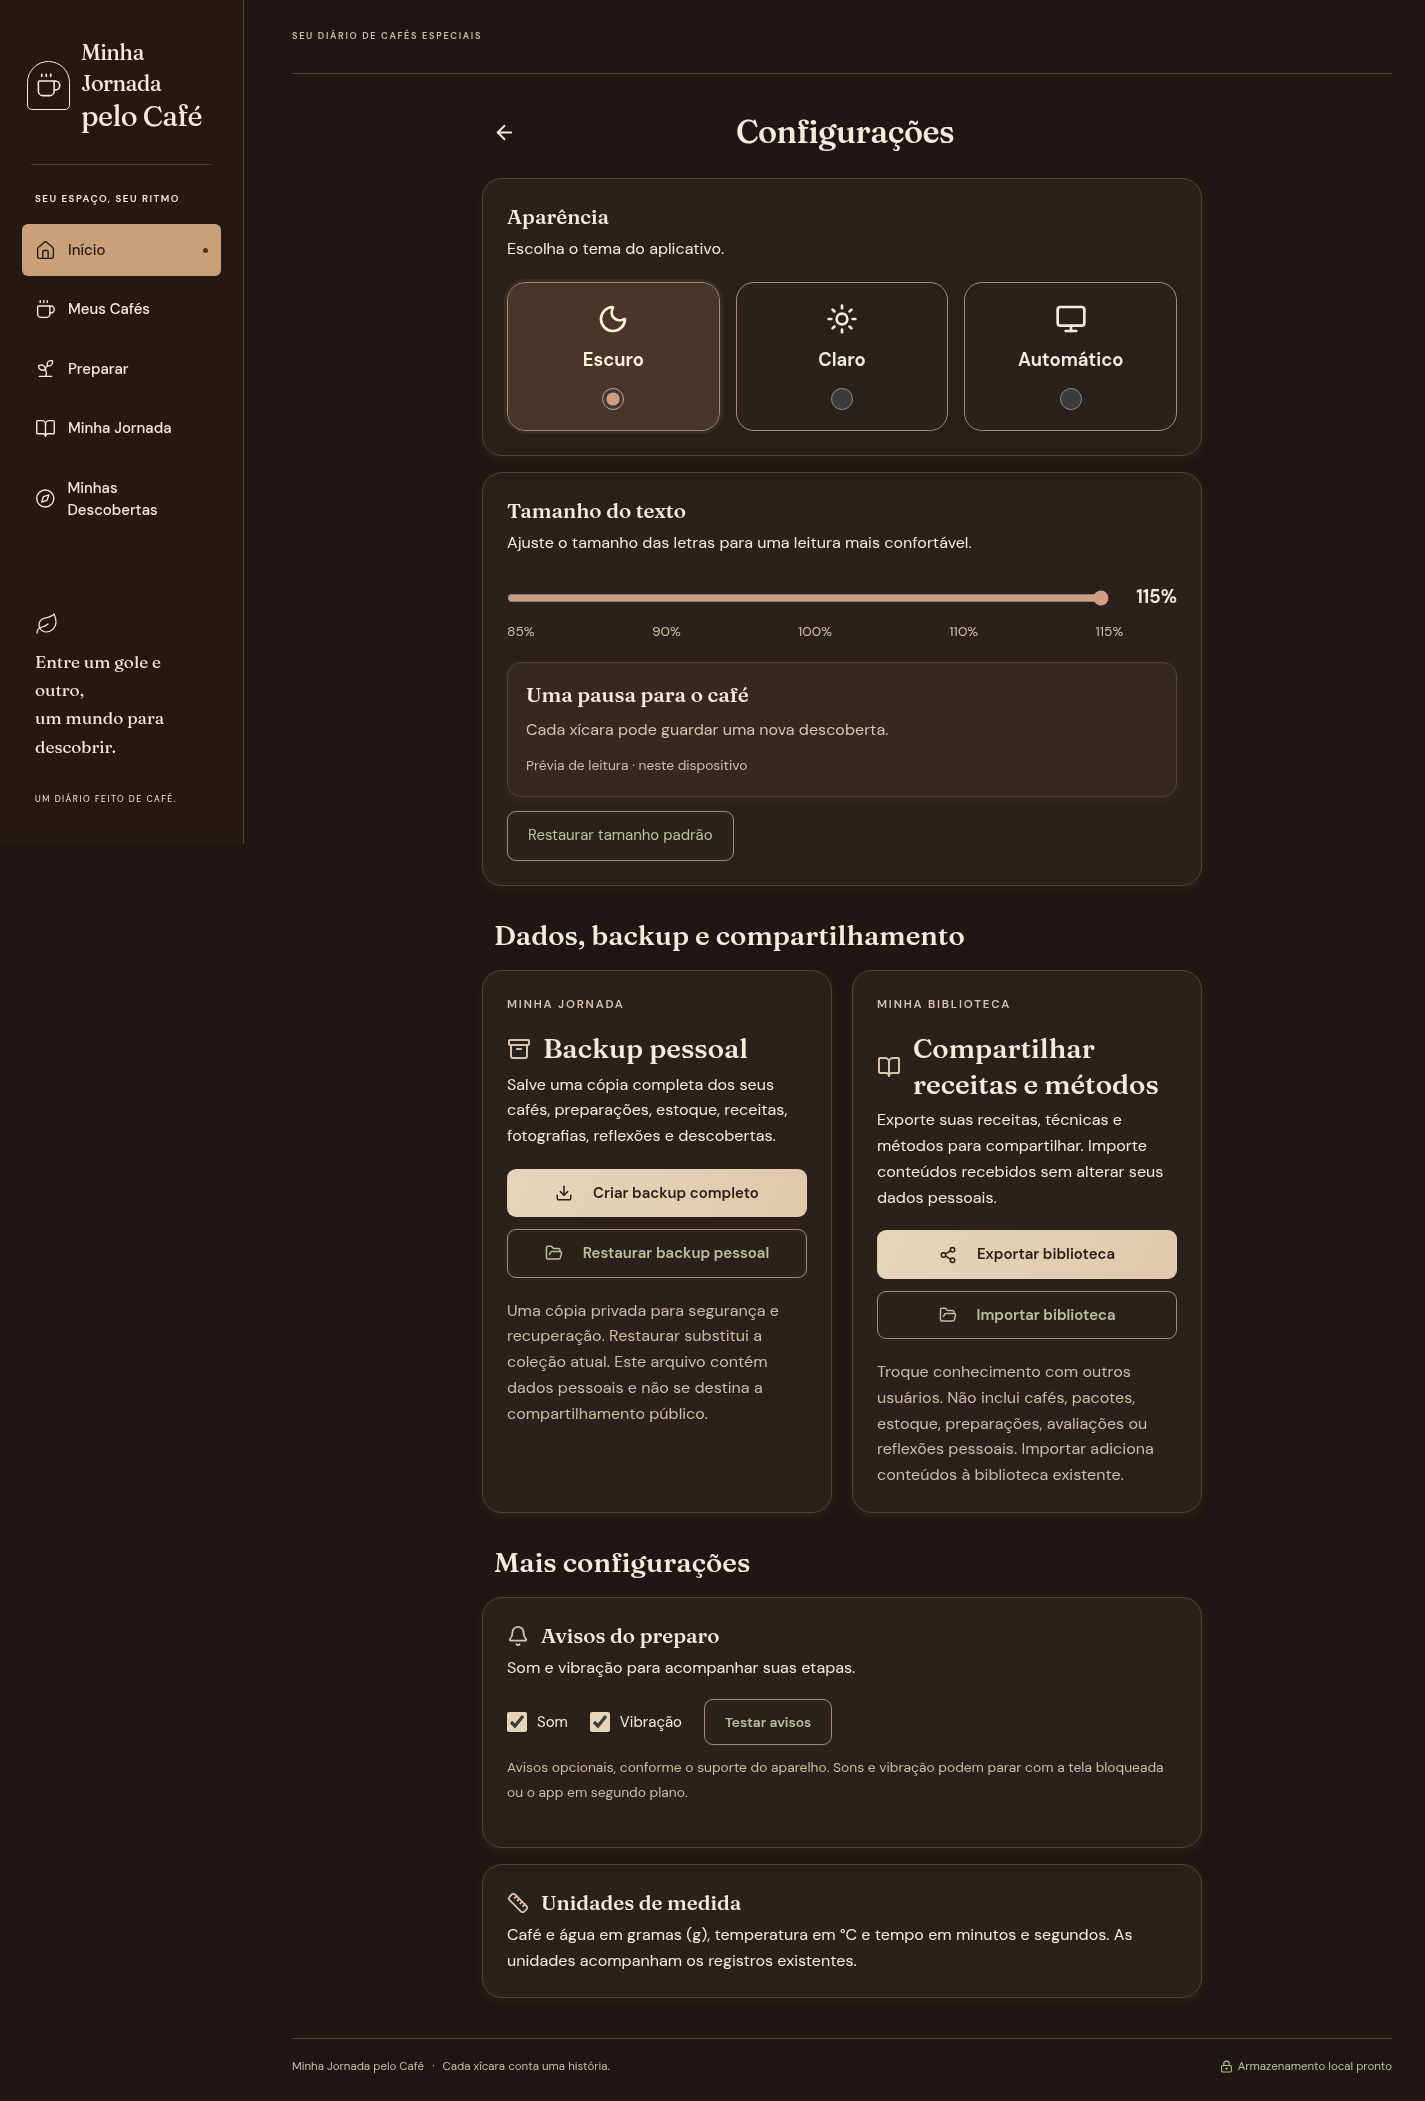 Minha
Jornada
pelo Café
SEU ESPAÇO, SEU RITMO
Início
Meus Cafés
Preparar
Minha Jornada
Minhas
Descobertas
Entre um gole e
outro,
um mundo para
descobrir.
UM DIÁRIO FEITO DE CAFÉ.
SEU DIÁRIO DE CAFÉS ESPECIAIS
Configurações
Aparência
Escolha o tema do aplicativo.
Escuro
Claro
Automático
Tamanho do texto
Ajuste o tamanho das letras para uma leitura mais confortável.
115%
85% 90% 100% 110% 115%
Uma pausa para o café
Cada xícara pode guardar uma nova descoberta.
Prévia de leitura · neste dispositivo
Restaurar tamanho padrão
Dados, backup e compartilhamento
MINHA JORNADA
Backup pessoal
Salve uma cópia completa dos seus
cafés, preparações, estoque, receitas,
fotografias, reflexões e descobertas.
Criar backup completo
Restaurar backup pessoal
Uma cópia privada para segurança e
recuperação. Restaurar substitui a
coleção atual. Este arquivo contém
dados pessoais e não se destina a
compartilhamento público.
MINHA BIBLIOTECA
Compartilhar
receitas e métodos
Exporte suas receitas, técnicas e
métodos para compartilhar. Importe
conteúdos recebidos sem alterar seus
dados pessoais.
Exportar biblioteca
Importar biblioteca
Troque conhecimento com outros
usuários. Não inclui cafés, pacotes,
estoque, preparações, avaliações ou
reflexões pessoais. Importar adiciona
conteúdos à biblioteca existente.
Mais configurações
Avisos do preparo
Som e vibração para acompanhar suas etapas.
Som
Vibração
Testar avisos
Avisos opcionais, conforme o suporte do aparelho. Sons e vibração podem parar com a tela bloqueada
ou o app em segundo plano.
Unidades de medida
Café e água em gramas (g), temperatura em °C e tempo em minutos e segundos. As
unidades acompanham os registros existentes.
Minha Jornada pelo Café · Cada xícara conta uma história.
Armazenamento local pronto